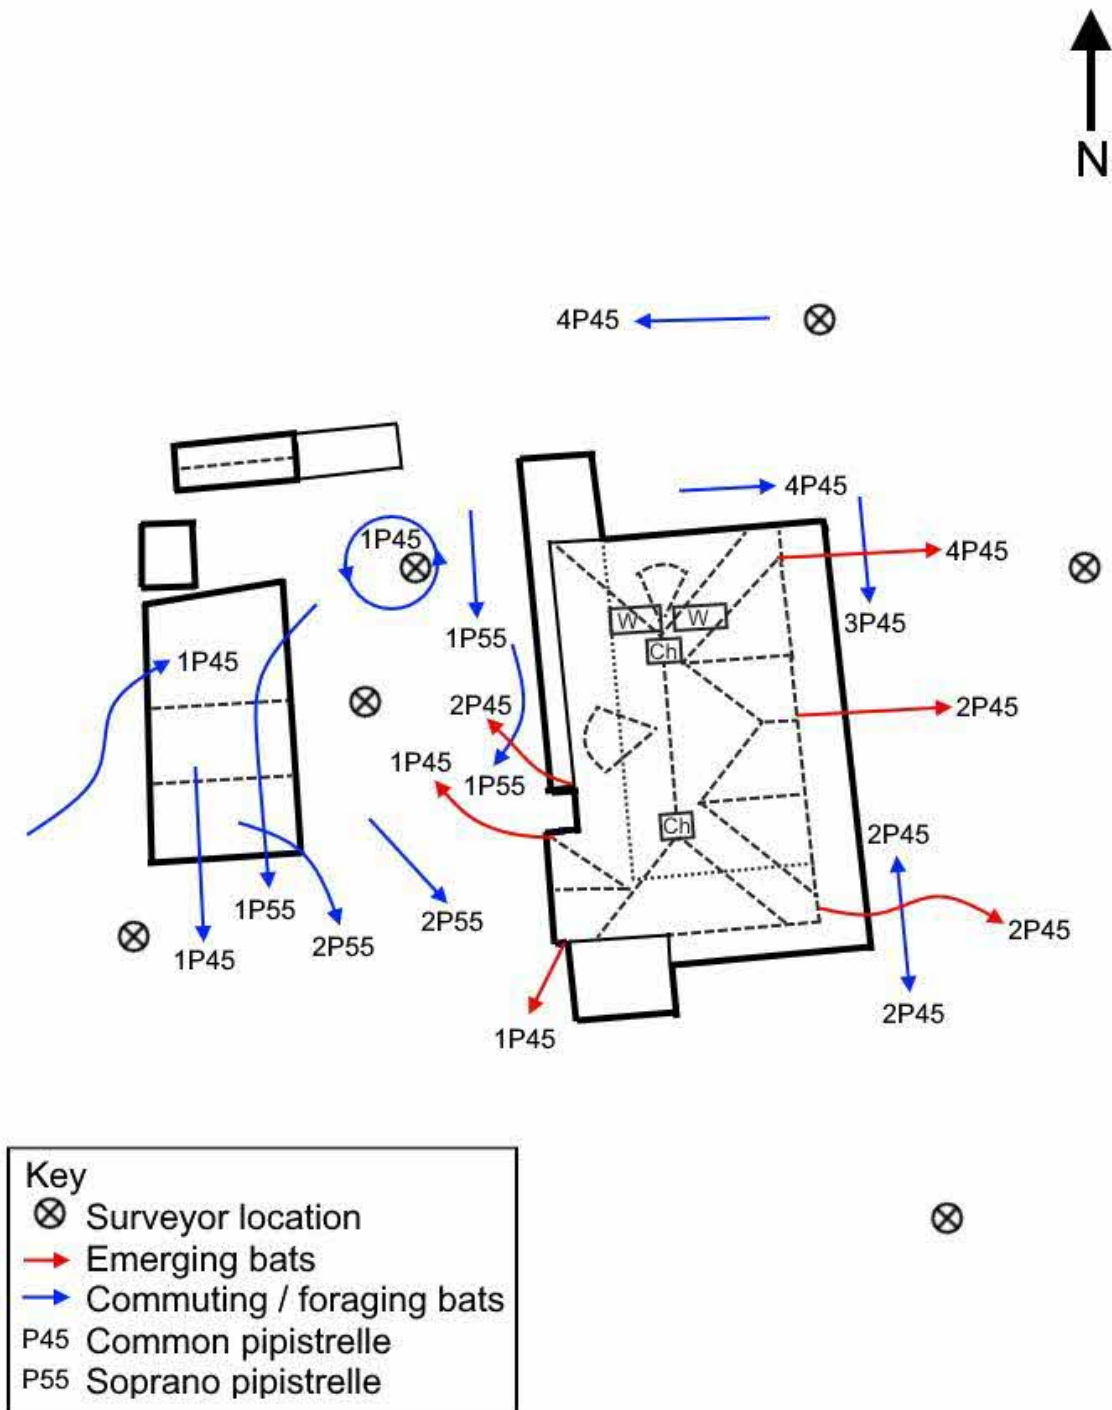 N
4P45
4P45
1P45
4P45
3P45
1P55
W W
Ch
1P45
2P45
2P45
1P45
1P55
Ch
2P45
1P55
2P55
2P55
2P45
1P45
2P45
1P45
Key
Surveyor location
Emerging bats
Commuting / foraging bats
P45 Common pipistrelle
P55 Soprano pipistrelle